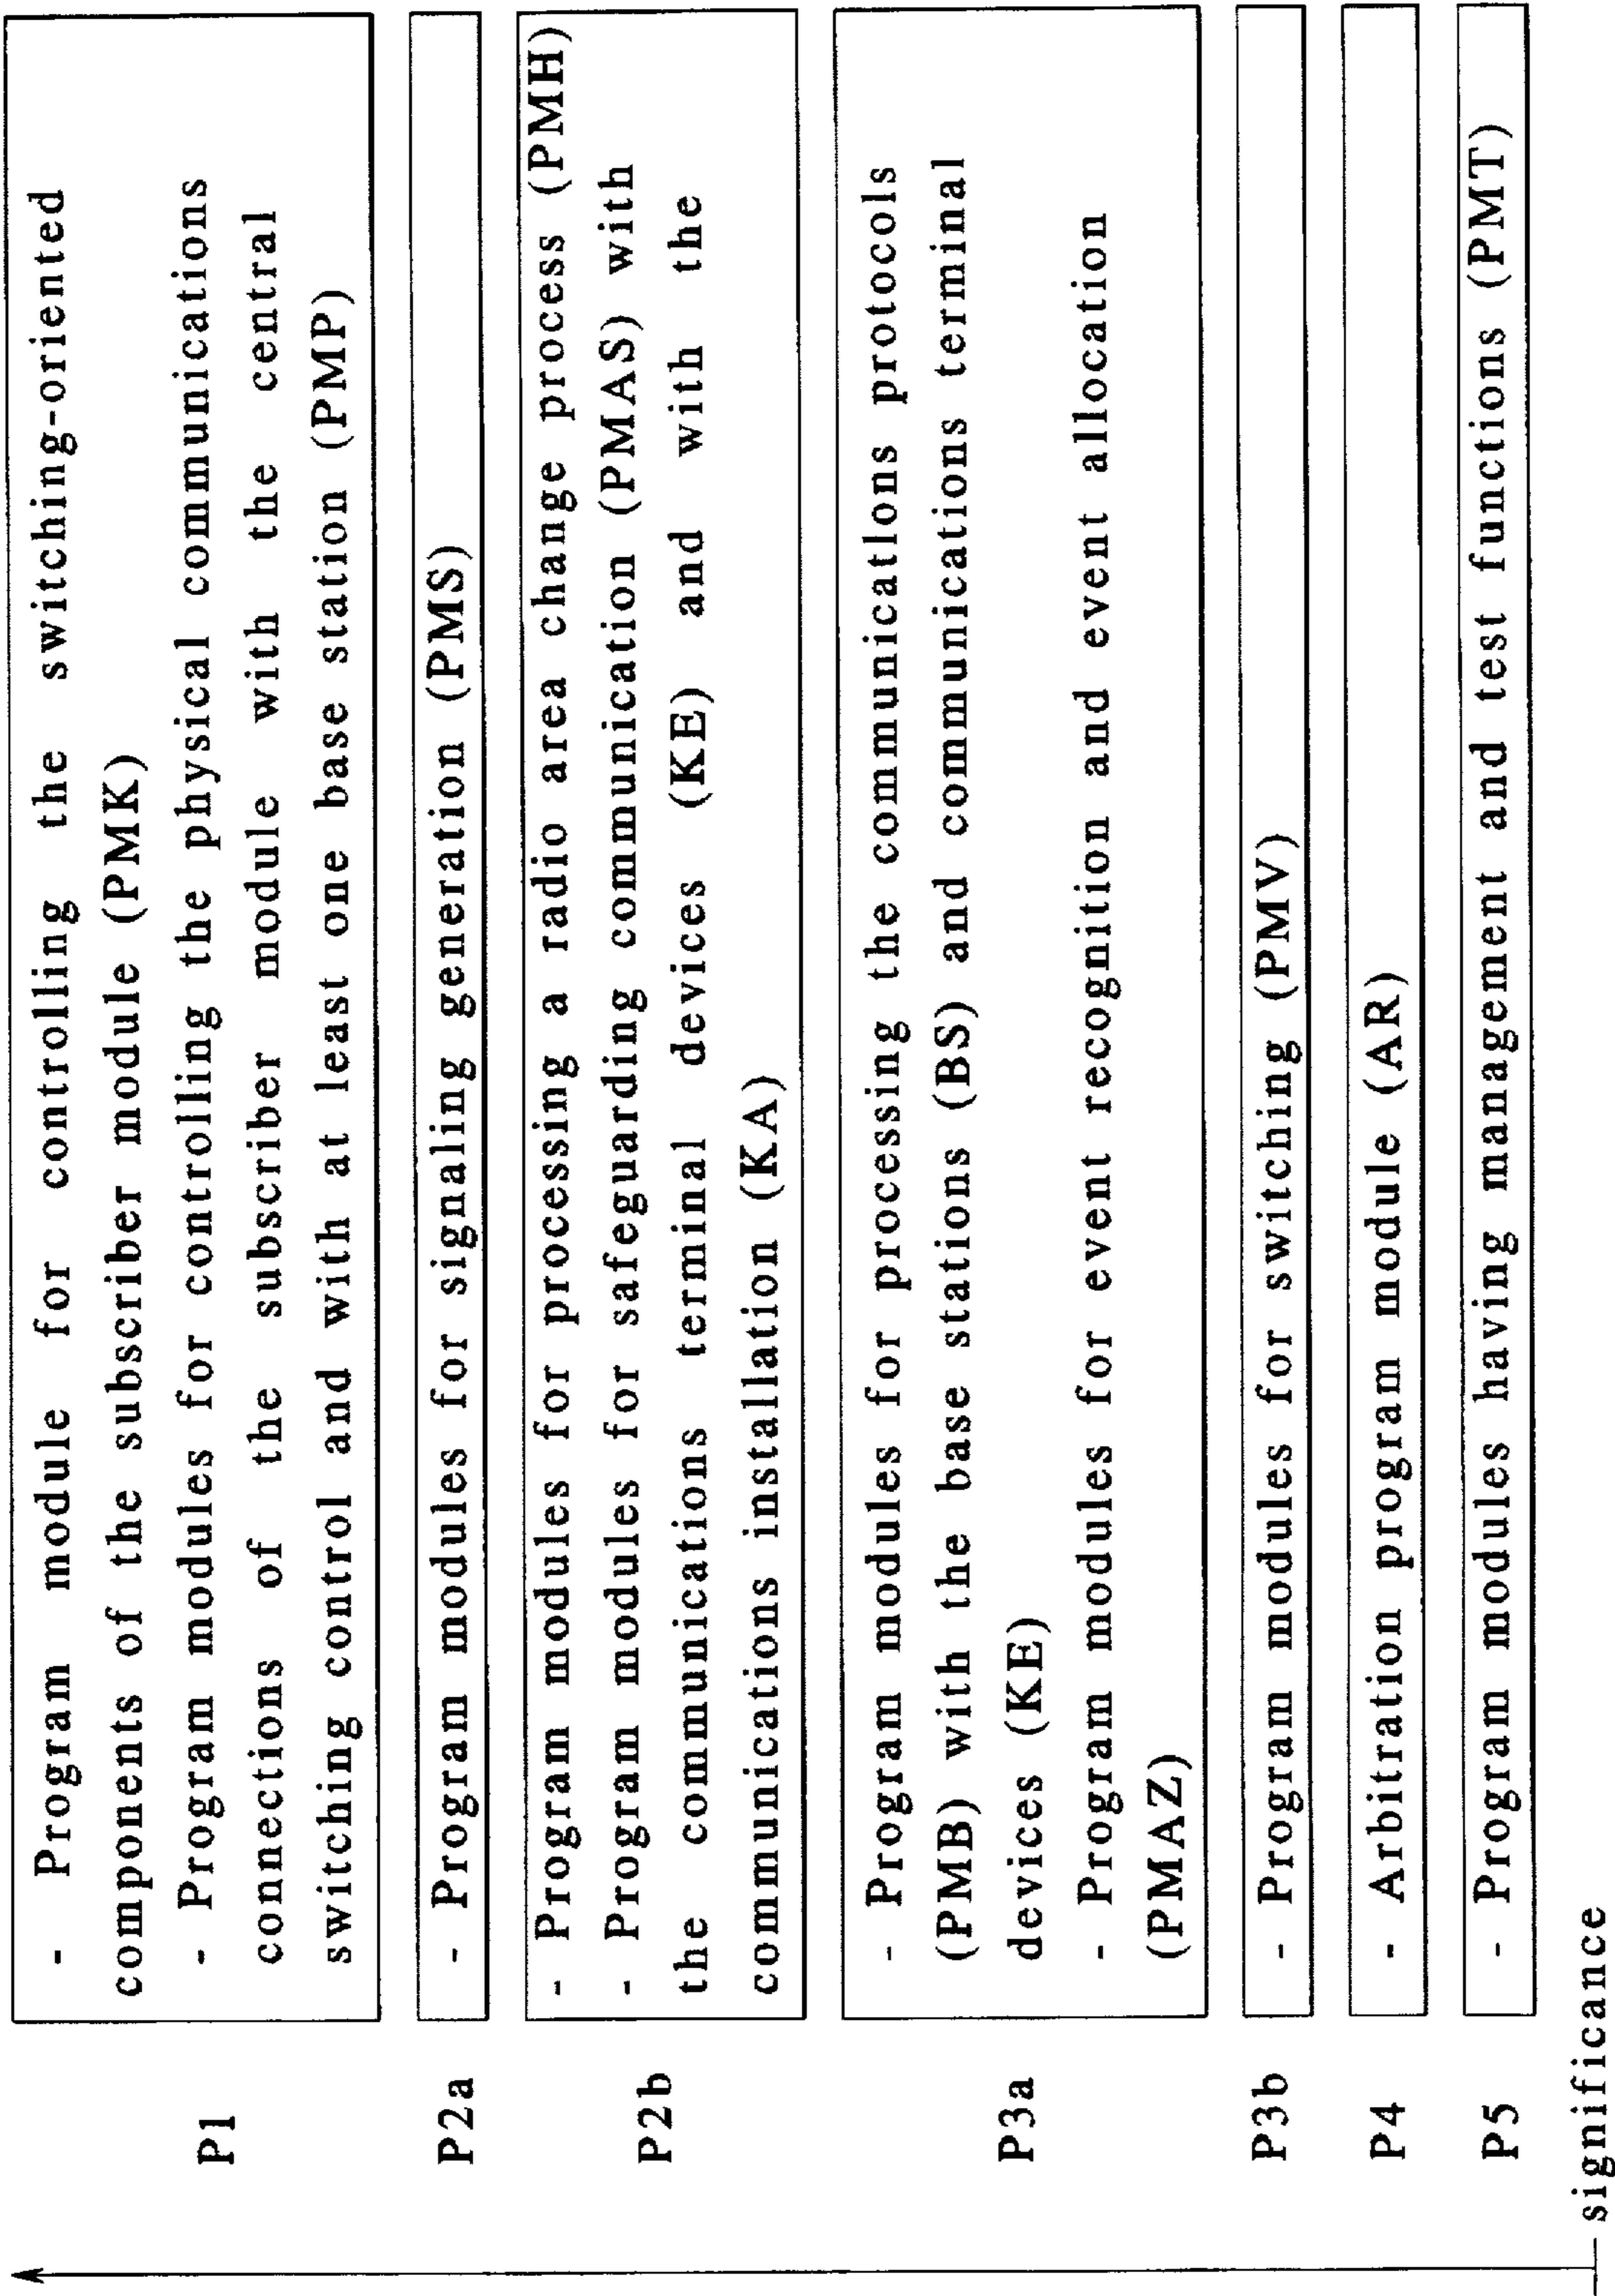 - Program module for controlling the switching-oriented
components of the subscriber module (PMK)
- Program modules for controlling the physical communications
connections of the subscriber module with the central
switching control and with at least one base station (PMP)
P1
- Program modules for signaling generation (PMS)
P2a
- Program modules for processing a radio area change process (PMH)
- Program modules for safeguarding communication (PMAS) with
the communications terminal devices (KE) and with the
communications installation (KA)
P2b
- Program modules for processing the communications protocols
(PMB) with the base stations (BS) and communications terminal
devices (KE)
- Program modules for event recognition and event allocation
(PMAZ)
P3a
- Program modules for switching (PMV)
P3b
- Arbitration program module (AR)
P4
- Program modules having management and test functions (PMT)
P5
significance